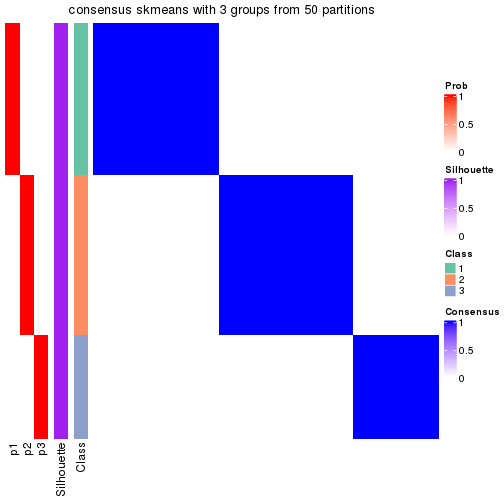 consensus skmeans with 3 groups from 50 partitions
Prob
1
0.5
0
Silhouette
1
0.5
0
Class
1
2
3
Consensus
1
0.5
0
p1
p2
p3
Silhouette
Class